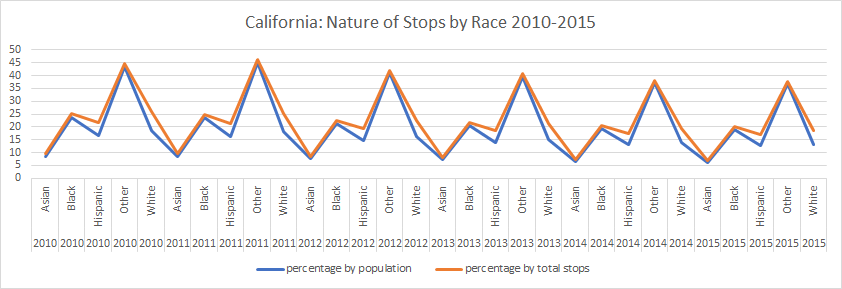 California: Nature of Stops by Race 2010-2015
50
45
40
35
30
25
20
15
10
5
0
Asian Black Hispanic Other White Asian Black Hispanic Other White Asian Black Hispanic Other White Asian Black Hispanic Other White Asian Black Hispanic Other White Asian Black Hispanic Other White
2010 2010 2010 2010 2010 2011 2011 2011 2011 2011 2012 2012 2012 2012 2012 2013 2013 2013 2013 2013 2014 2014 2014 2014 2014 2015 2015 2015 2015 2015
percentage by population percentage by total stops